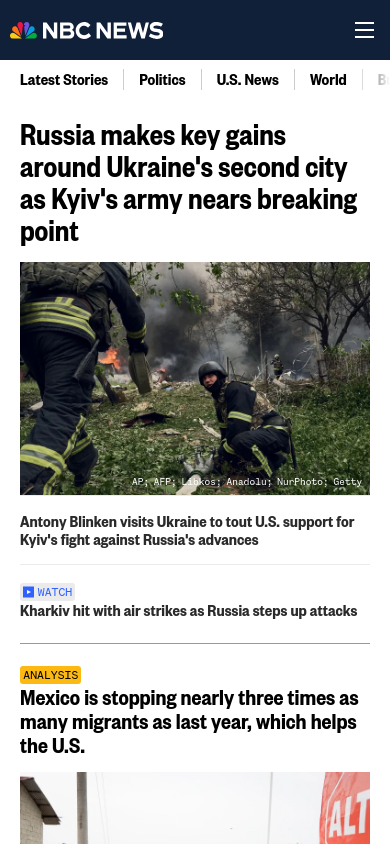 NBC NEWS
Latest Stories
Politics
U.S. News
World
Russia makes key gains
around Ukraine's second city
as Kyiv's army nears breaking
point
AP; AFP; Libkos; Anadolu; NurPhoto; Getty
Antony Blinken visits Ukraine to tout U.S. support for
Kyiv's fight against Russia's advances
WATCH
Kharkiv hit with air strikes as Russia steps up attacks
ANALYSIS
Mexico is stopping nearly three times as
many migrants as last year, which helps
the U.S.
ALT